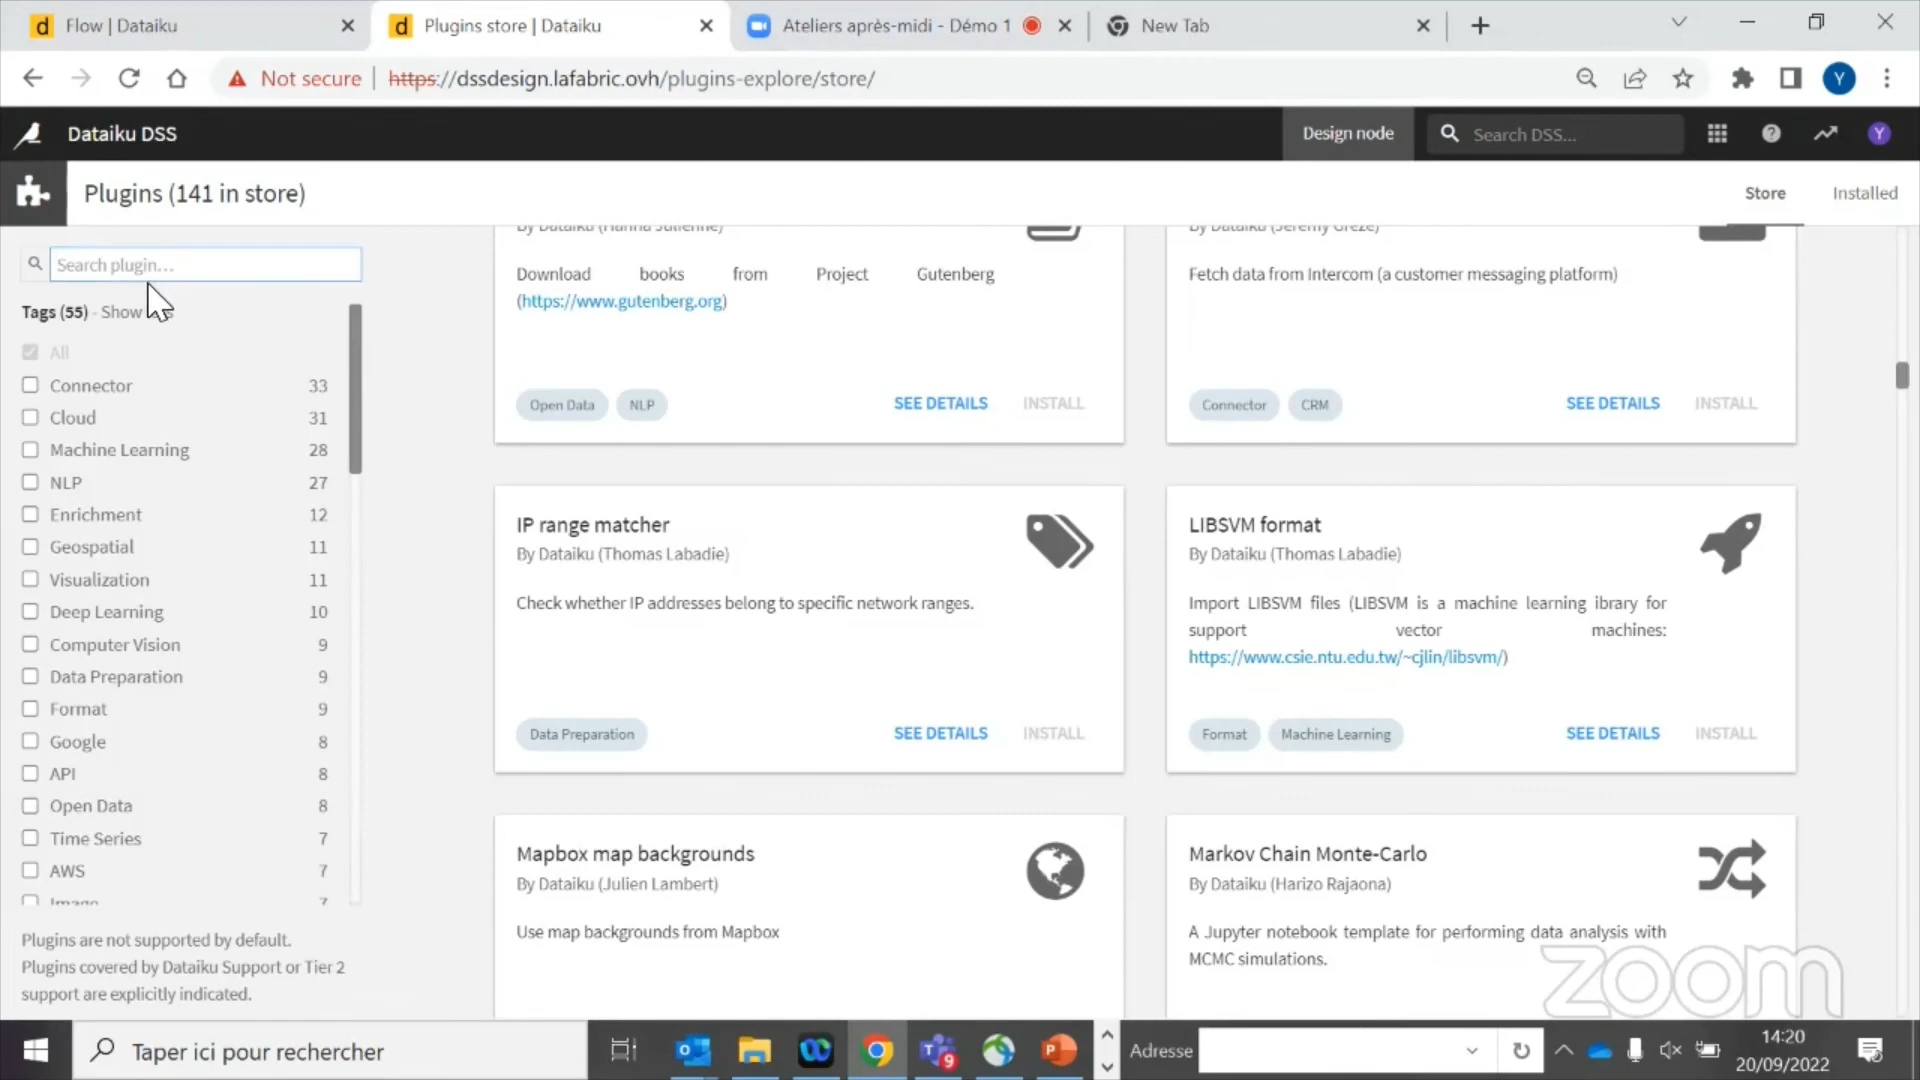 Flow | Dataiku
Plugins store | Dataiku
Ateliers après-midi - Démo 1
New Tab
Not secure
https://dssdesign.lafabric.ovh/plugins-explore/store/
Y
Dataiku DSS
Design node
Search DSS...
Y
Plugins (141 in store)
Store
Installed
Search plugin...
Tags (55) - Show
All
Connector 33
Cloud 31
Machine Learning 28
NLP 27
Enrichment 12
Geospatial 11
Visualization 11
Deep Learning 10
Computer Vision 9
Data Preparation 9
Format 9
Google 8
API 8
Open Data 8
Time Series 7
AWS 7
Image 7
Plugins are not supported by default.
Plugins covered by Dataiku Support or Tier 2
support are explicitly indicated.
By Dataiku (Hanna Julienne)
Download books from Project Gutenberg
(https://www.gutenberg.org)
Open Data NLP SEE DETAILS INSTALL
By Dataiku (Jeremy Greze)
Fetch data from Intercom (a customer messaging platform)
Connector CRM SEE DETAILS INSTALL
IP range matcher
By Dataiku (Thomas Labadie)
Check whether IP addresses belong to specific network ranges.
Data Preparation SEE DETAILS INSTALL
LIBSVM format
By Dataiku (Thomas Labadie)
Import LIBSVM files (LIBSVM is a machine learning ibrary for
support vector machines:
https://www.csie.ntu.edu.tw/~cjlin/libsvm/)
Format Machine Learning SEE DETAILS INSTALL
Mapbox map backgrounds
By Dataiku (Julien Lambert)
Use map backgrounds from Mapbox
Markov Chain Monte-Carlo
By Dataiku (Harizo Rajaona)
A Jupyter notebook template for performing data analysis with
MCMC simulations.
zoom
Taper ici pour rechercher
Adresse
14:20
20/09/2022